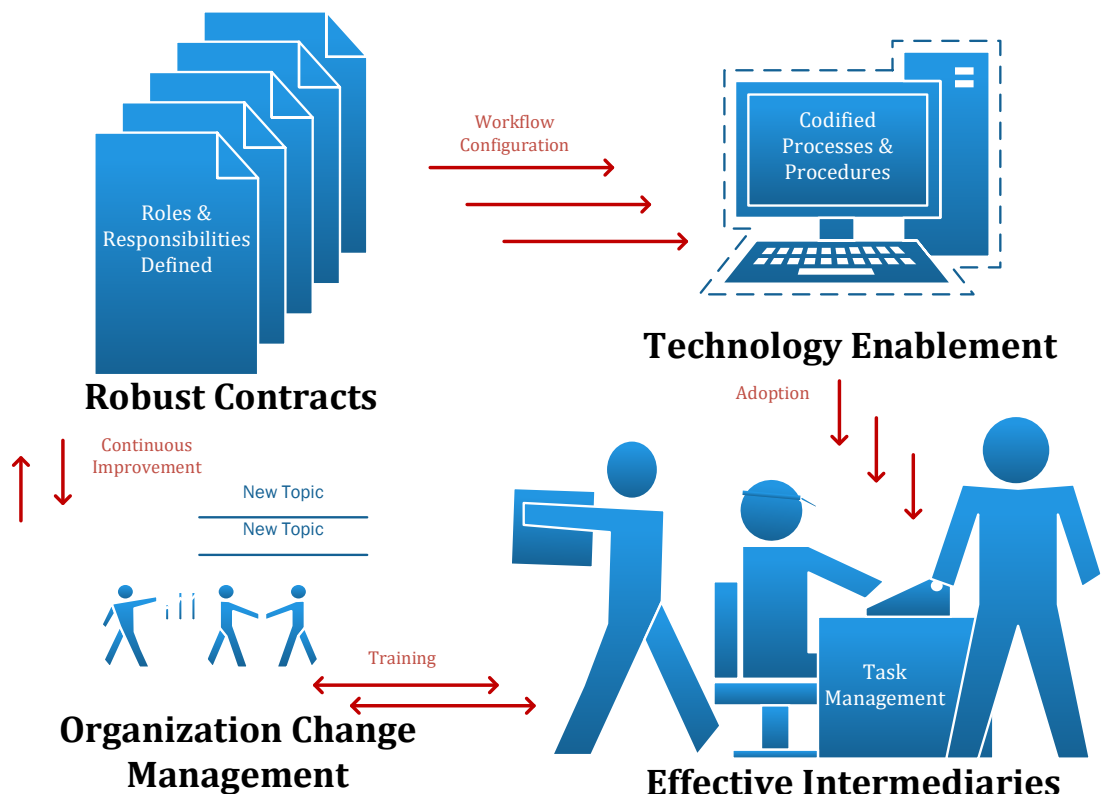 Roles &
Responsibilities
Defined
Robust Contracts
Workflow
Configuration
Codified
Processes &
Procedures
Technology Enablement
Continuous
Improvement
Adoption
New Topic
New Topic
Training
Task
Management
Organization Change
Management
Effective Intermediaries